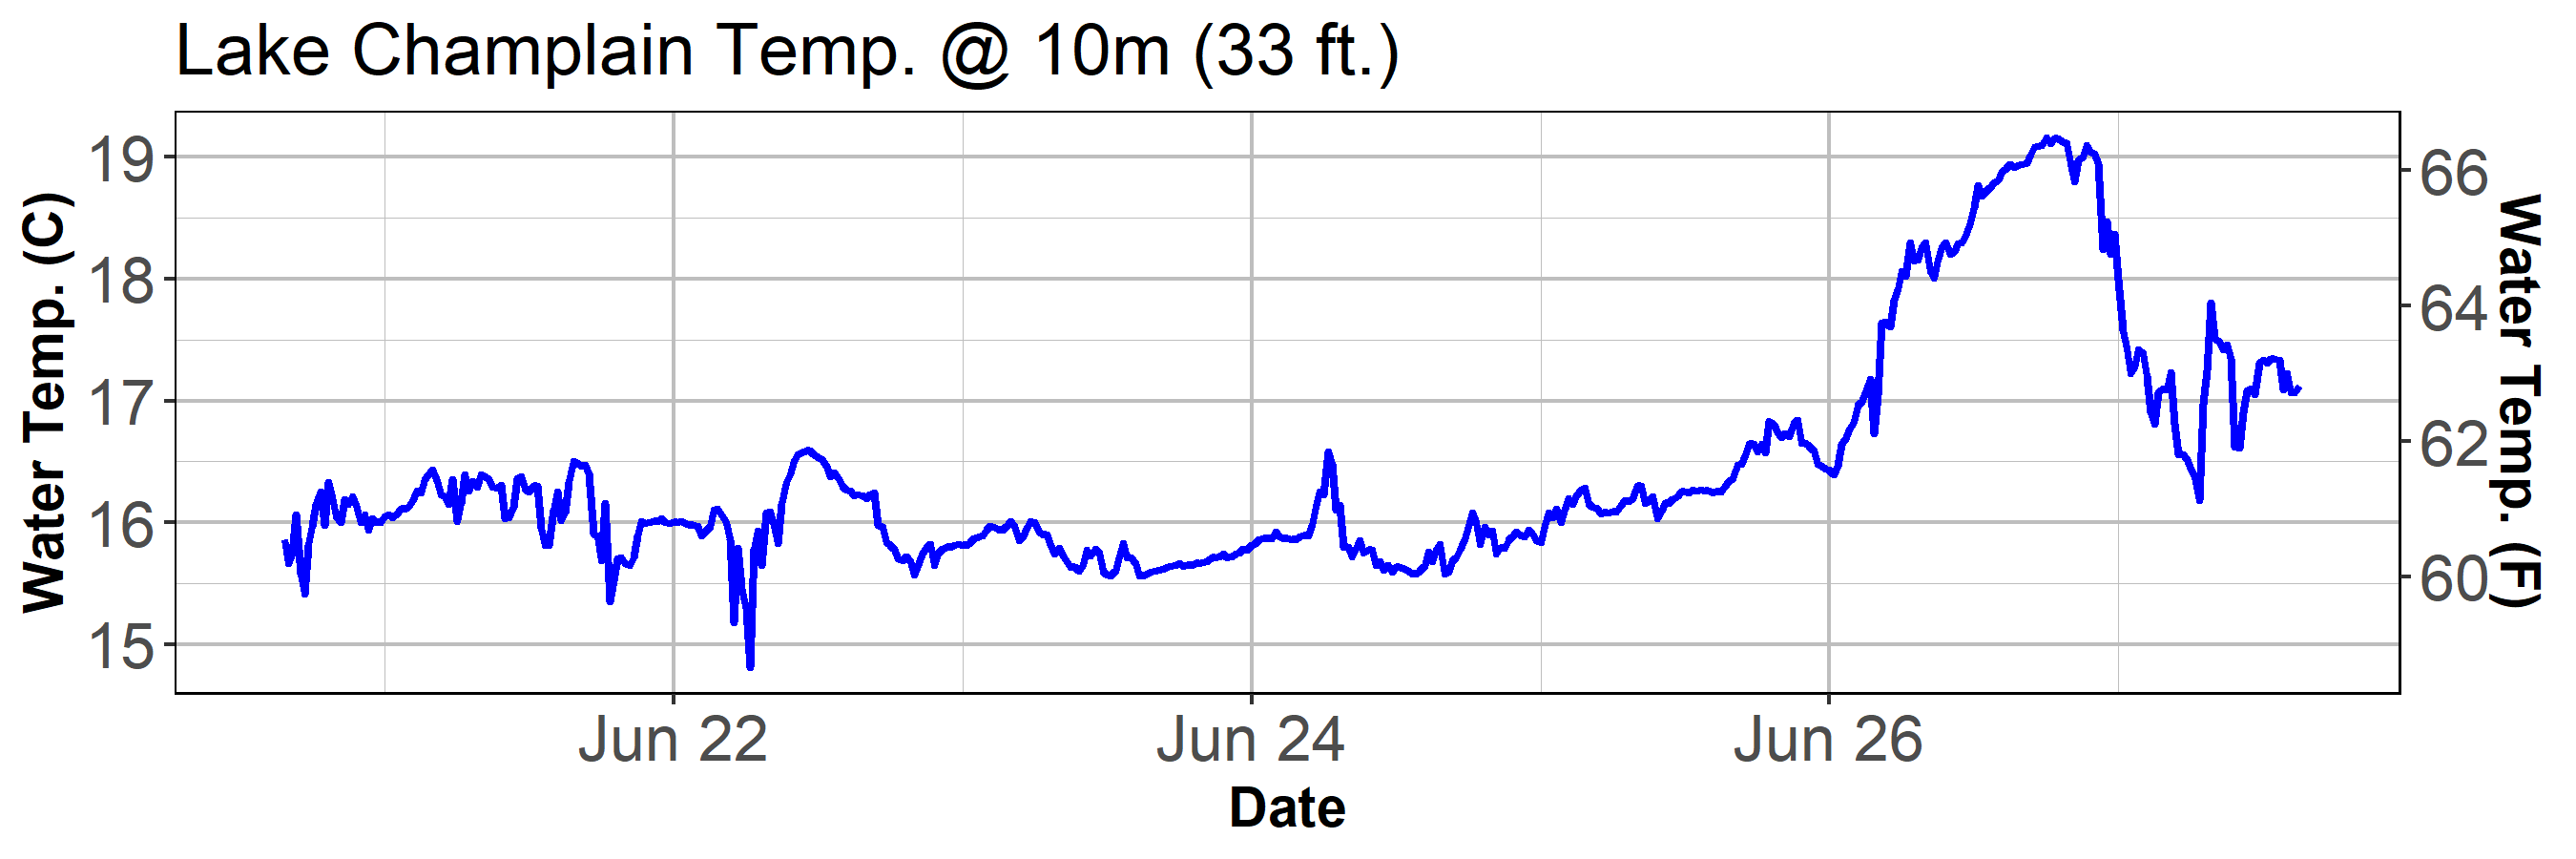 Lake Champlain Temp. @ 10m (33 ft.)
Water Temp. (C)
19
18
17
16
15
66
64
62
60
Water Temp. (F)
Jun 22 Jun 24 Jun 26
Date